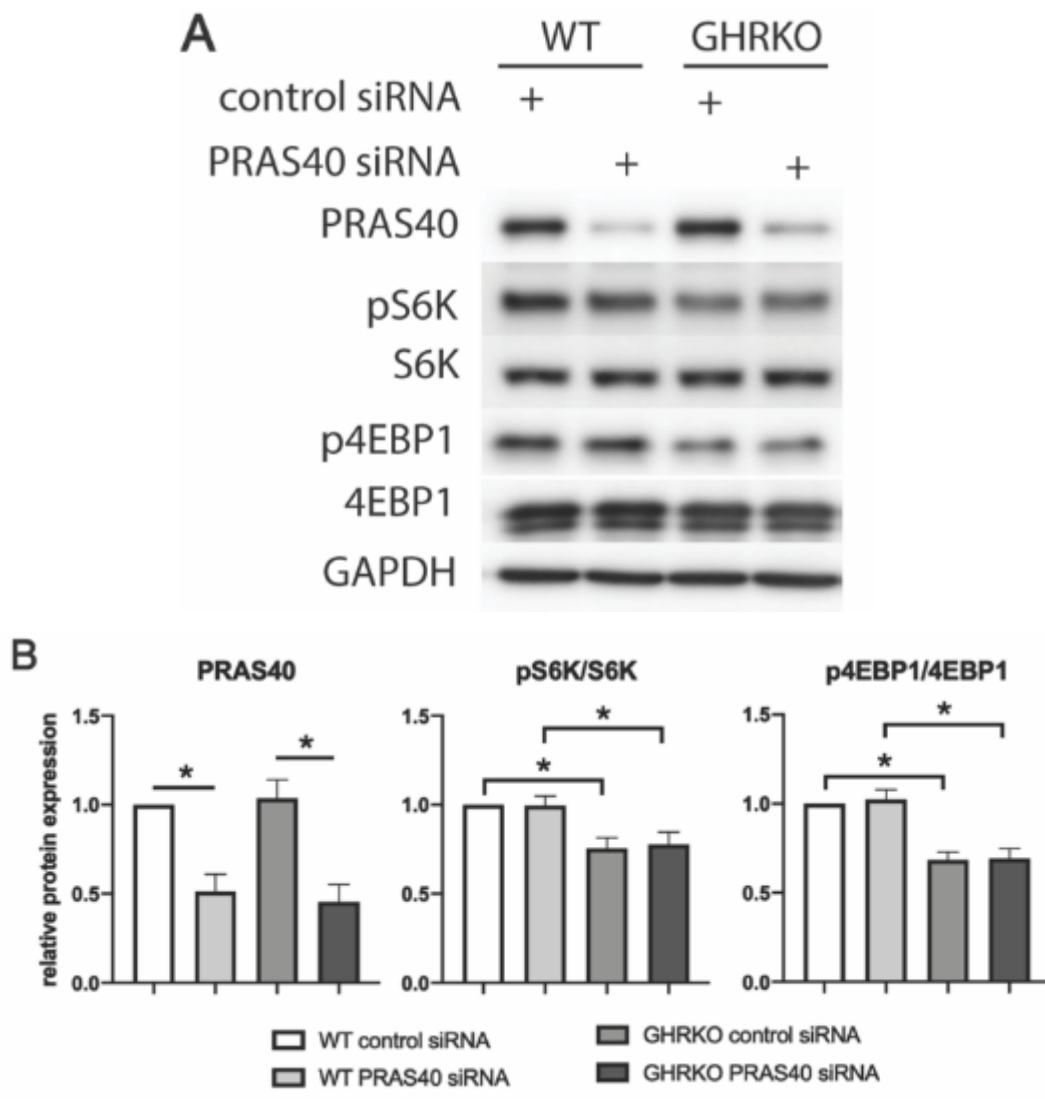 A
WT GHRKO
control siRNA + +
PRAS40 siRNA + +
PRAS40
pS6K
S6K
p4EBP1
4EBP1
GAPDH
B
PRAS40 pS6K/S6K p4EBP1/4EBP1
relative protein expression
1.5 1.5 1.5
* * * * * *
1.0 1.0 1.0
0.5 0.5 0.5
0.0 0.0 0.0
WT control siRNA GHRKO control siRNA
WT PRAS40 siRNA GHRKO PRAS40 siRNA